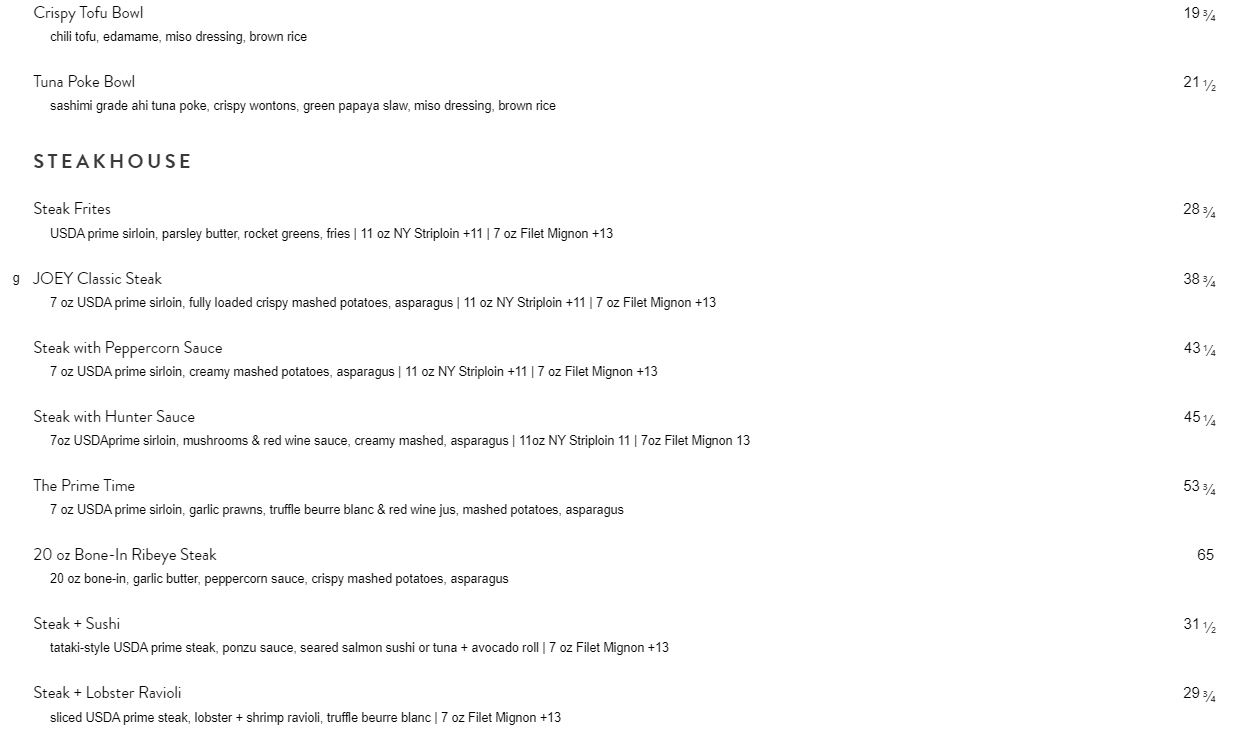 Crispy Tofu Bowl 19 ¾
chili tofu, edamame, miso dressing, brown rice
Tuna Poke Bowl 21 ½
sashimi grade ahi tuna poke, crispy wontons, green papaya slaw, miso dressing, brown rice
STEAKHOUSE
Steak Frites 28 ¾
USDA prime sirloin, parsley butter, rocket greens, fries | 11 oz NY Striploin +11 | 7 oz Filet Mignon +13
g JOEY Classic Steak 38 ¾
7 oz USDA prime sirloin, fully loaded crispy mashed potatoes, asparagus | 11 oz NY Striploin +11 | 7 oz Filet Mignon +13
Steak with Peppercorn Sauce 43 ¼
7 oz USDA prime sirloin, creamy mashed potatoes, asparagus | 11 oz NY Striploin +11 | 7 oz Filet Mignon +13
Steak with Hunter Sauce 45 ¼
7oz USDAprime sirloin, mushrooms & red wine sauce, creamy mashed, asparagus | 11oz NY Striploin 11 | 7oz Filet Mignon 13
The Prime Time 53 ¾
7 oz USDA prime sirloin, garlic prawns, truffle beurre blanc & red wine jus, mashed potatoes, asparagus
20 oz Bone-In Ribeye Steak 65
20 oz bone-in, garlic butter, peppercorn sauce, crispy mashed potatoes, asparagus
Steak + Sushi 31 ½
tataki-style USDA prime steak, ponzu sauce, seared salmon sushi or tuna + avocado roll | 7 oz Filet Mignon +13
Steak + Lobster Ravioli 29 ¾
sliced USDA prime steak, lobster + shrimp ravioli, truffle beurre blanc | 7 oz Filet Mignon +13